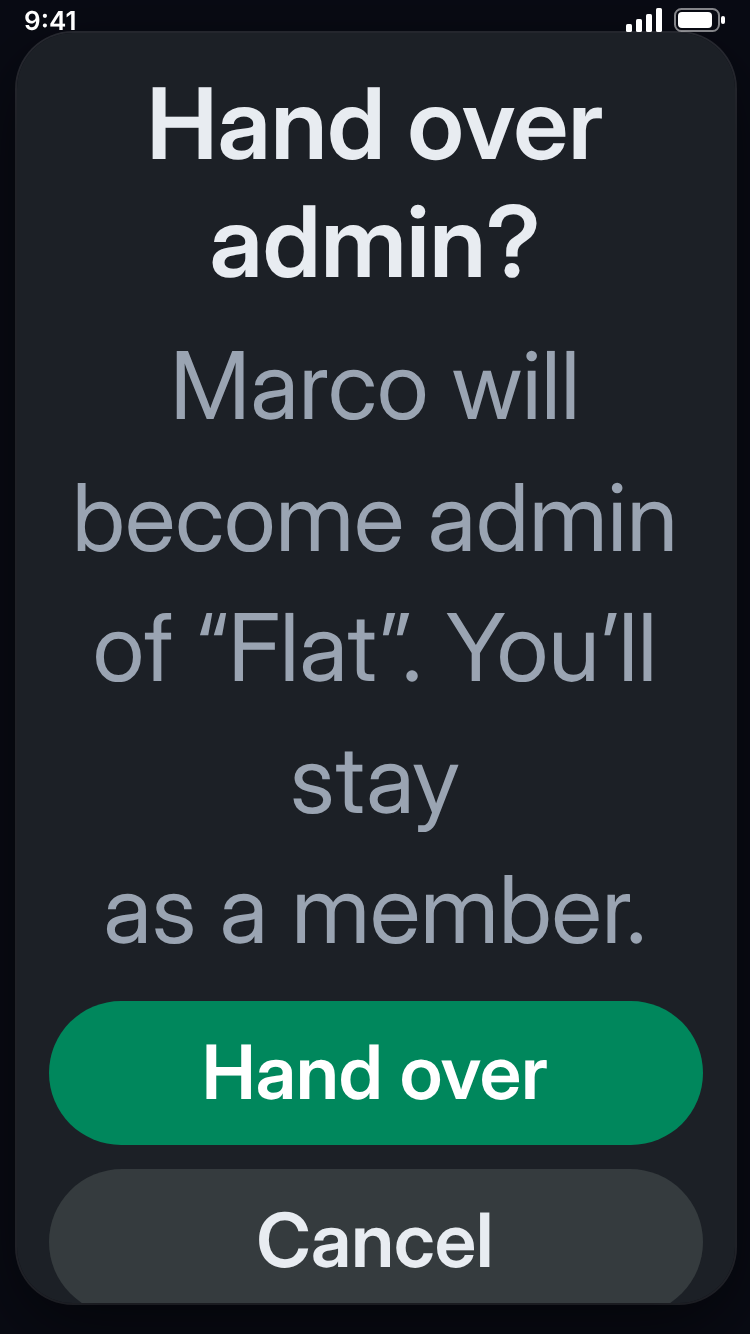 9:41
Hand over
admin?
Marco will
become admin
of “Flat”. You’ll
stay
as a member.
Hand over
Cancel